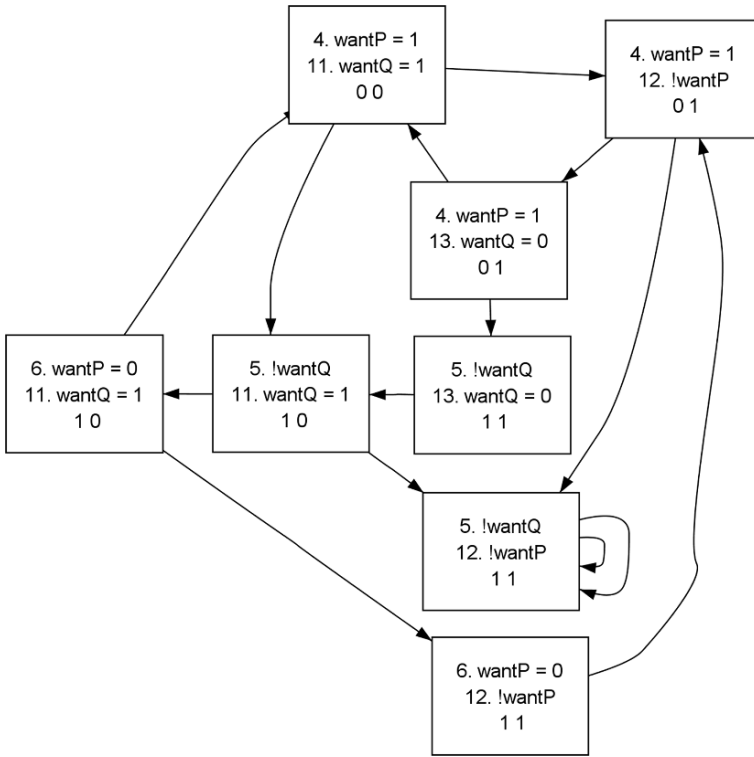 4. wantP = 1
11. wantQ = 1
0 0
4. wantP = 1
12. !wantP
0 1
4. wantP = 1
13. wantQ = 0
0 1
6. wantP = 0
11. wantQ = 1
1 0
5. !wantQ
11. wantQ = 1
1 0
5. !wantQ
13. wantQ = 0
1 1
5. !wantQ
12. !wantP
1 1
6. wantP = 0
12. !wantP
1 1